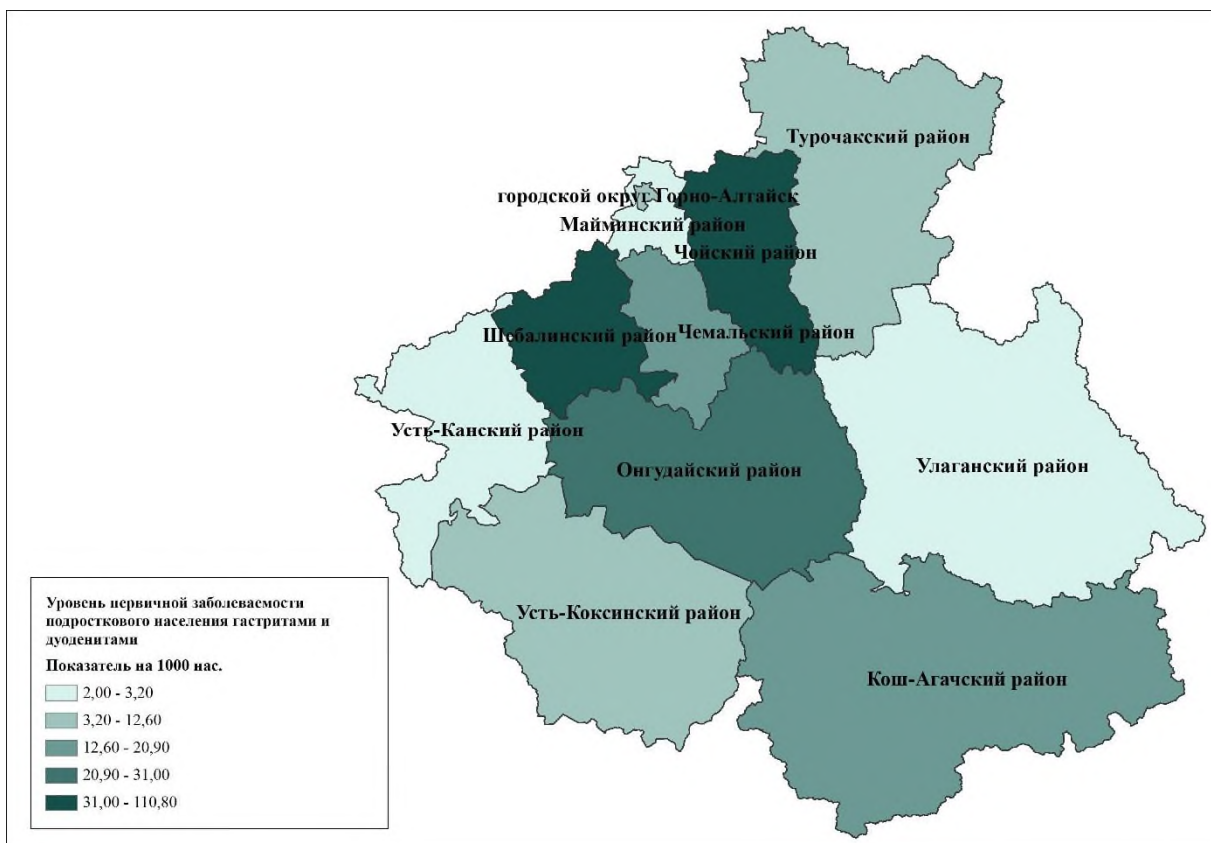 Турочакский район
городской округ Горно-Алтайск
Майминский район
Чойский район
Шебалинский район
Чемальский район
Усть-Канский район
Онгудайский район
Улаганский район
Усть-Коксинский район
Кош-Агачский район
Уровень первичной заболеваемости
подросткового населения гастритами и
дуоденитами
Показатель на 1000 нас.
2,00 - 3,20
3,20 - 12,60
12,60 - 20,90
20,90 - 31,00
31,00 - 110,80